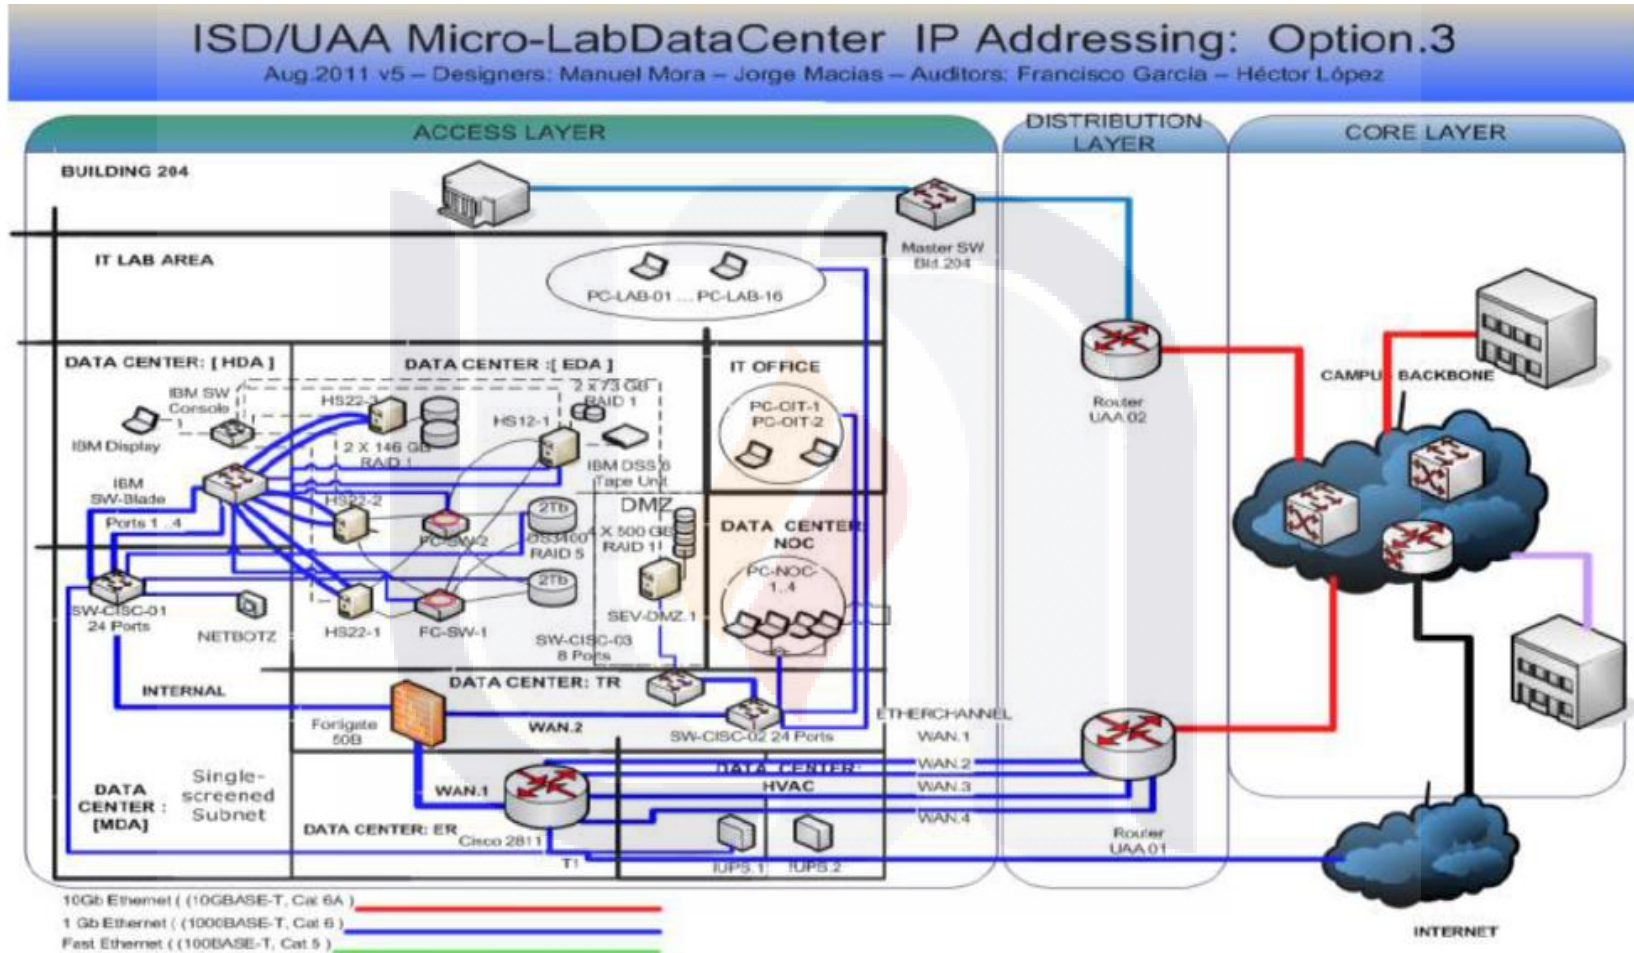 ISD/UAA Micro-LabDataCenter IP Addressing: Option.3
Aug.2011 v5 – Designers: Manuel Mora – Jorge Macias – Auditors: Francisco Garcia – Héctor López
ACCESS LAYER
DISTRIBUTION
LAYER
CORE LAYER
BUILDING 204
Master SW
Bld.204
IT LAB AREA
PC-LAB-01 ... PC-LAB-16
DATA CENTER: [ HDA ]
DATA CENTER :[ EDA ]
IT OFFICE
IBM SW
Console
IBM Display
HS22-3
2 X 146 GB
RAID 1
HS12-1
2 x 73 GB
RAID 1
IBM DSS.6
Tape Unit
PC-OIT-1
PC-OIT-2
Router
UAA.02
CAMPUS BACKBONE
IBM
SW-Blade
Ports 1 ..4
HS22-2
FC-SW-2
2Tb
DS3400
RAID 5
2Tb
DMZ
4 X 500 GB
RAID 1
SEV-DMZ.1
DATA CENTER:
NOC
PC-NOC-
1..4
SW-CISC-01
24 Ports
NETBOTZ
HS22-1
FC-SW-1
SW-CISC-03
8 Ports
INTERNAL
DATA CENTER: TR
Fortigate
50B
WAN.2
SW-CISC-02 24 Ports
ETHERCHANNEL
WAN.1
WAN.2
WAN.3
WAN.4
DATA
CENTER :
[MDA]
Single-
screened
Subnet
WAN.1
DATA CENTER: ER
Cisco 2811
T1
DATA CENTER:
HVAC
!UPS.1
!UPS.2
Router
UAA.01
INTERNET
10Gb Ethernet ( (10GBASE-T, Cat 6A )
1 Gb Ethernet ( (1000BASE-T, Cat 6 )
Fast Ethernet ( (100BASE-T, Cat 5 )